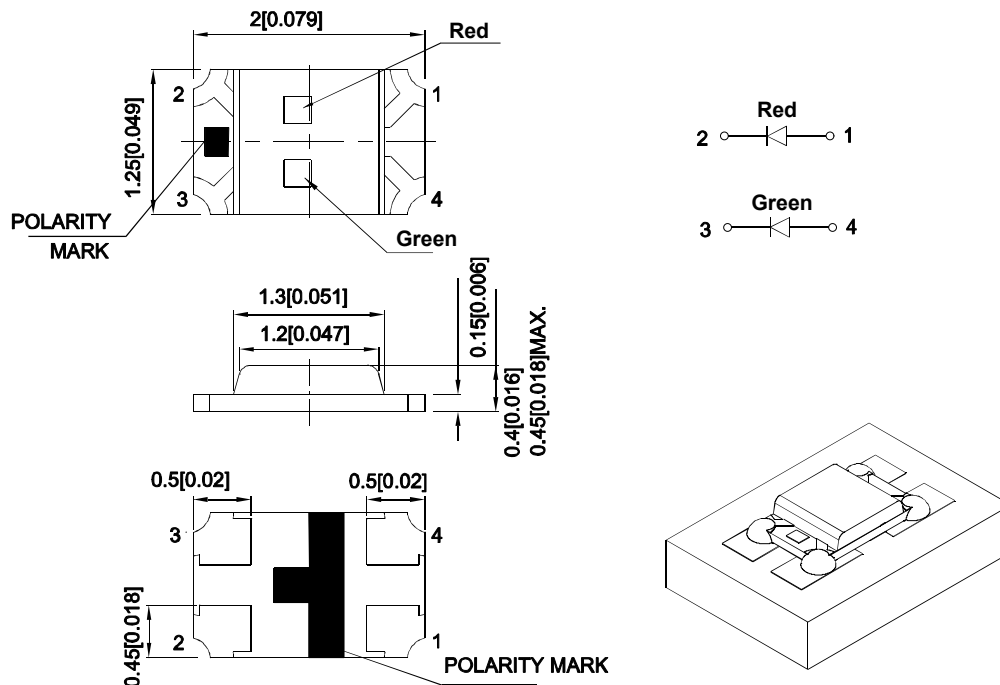 2[0.079]
Red
2
1
1.25[0.049]
3
4
POLARITY
MARK
Green
Red
2
1
Green
3
4
1.3[0.051]
1.2[0.047]
0.15[0.006]
0.4[0.016]
0.45[0.018]MAX.
0.5[0.02]
0.5[0.02]
3
4
0.45[0.018]
2
1
POLARITY MARK